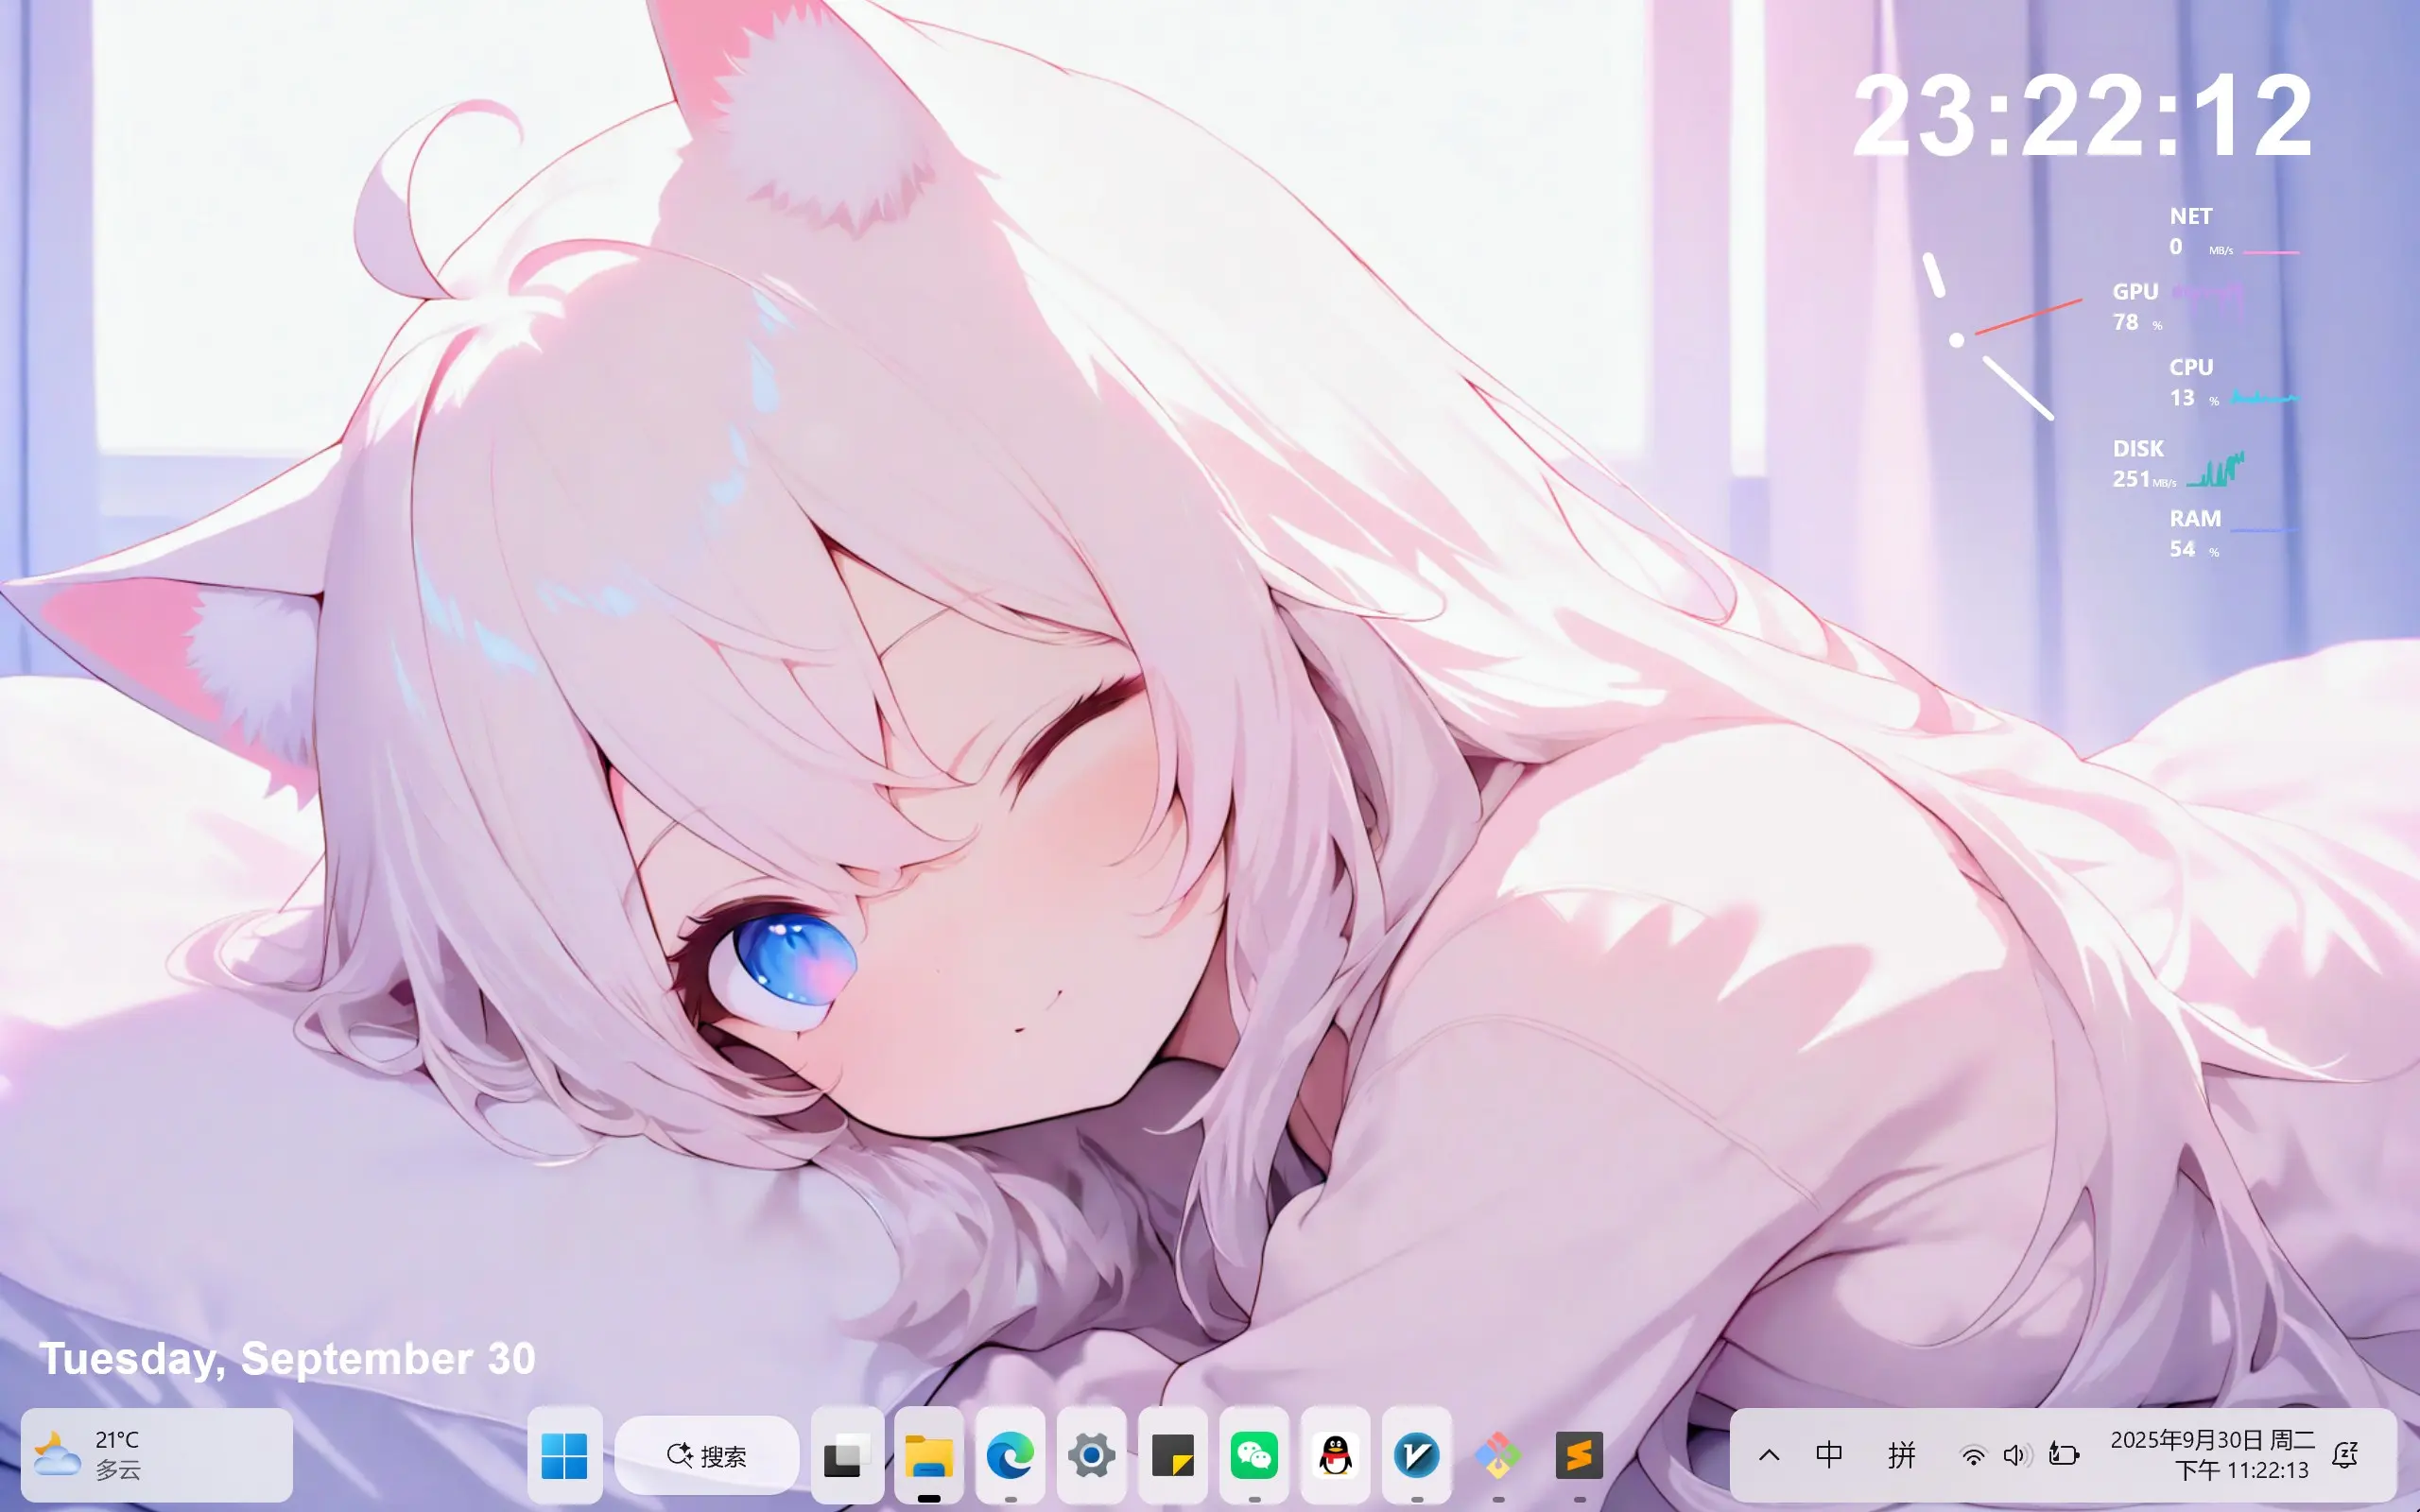 23:22:12
NET
0 MB/s
GPU
78 %
CPU
13 %
DISK
251 MB/s
RAM
54 %
Tuesday, September 30
21°C
多云
搜索
中
拼
2025年9月30日 周二
下午 11:22:13